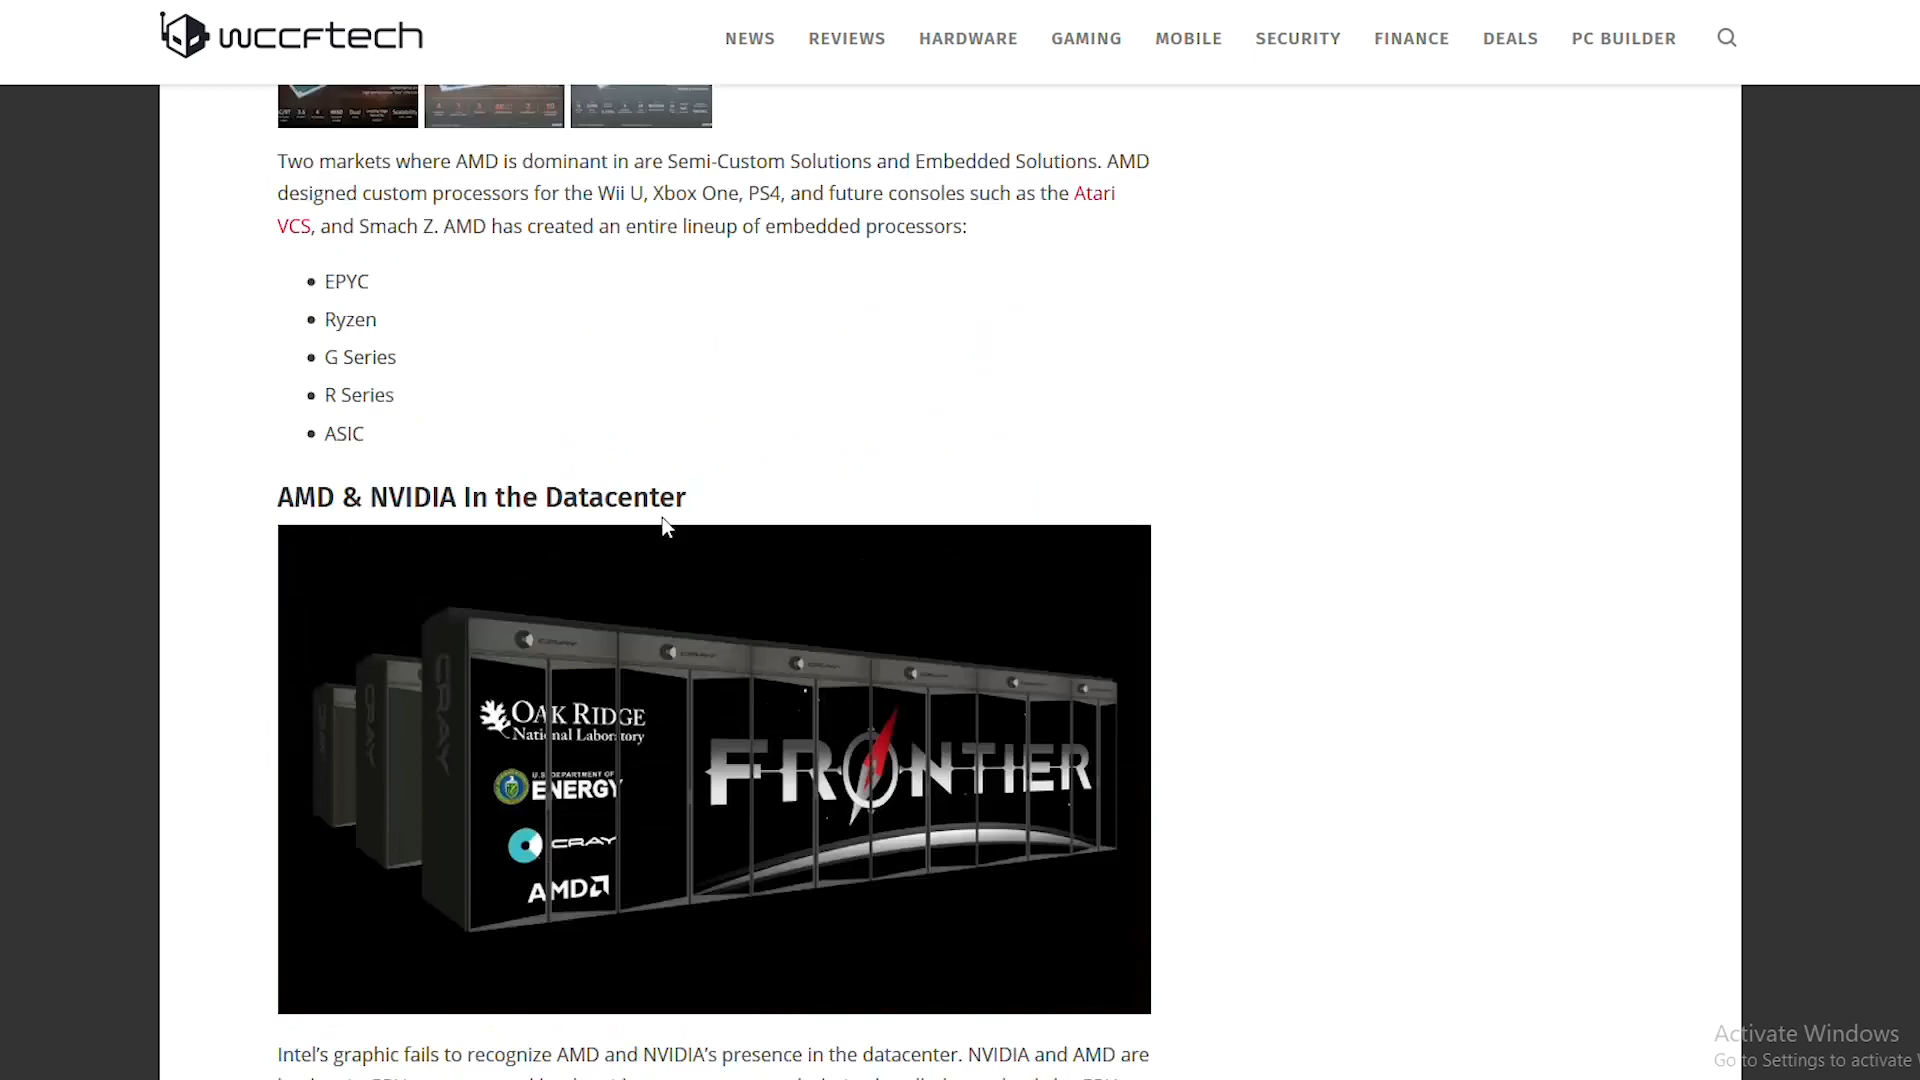 wccftech
NEWS REVIEWS HARDWARE GAMING MOBILE SECURITY FINANCE DEALS PC BUILDER
Two markets where AMD is dominant in are Semi-Custom Solutions and Embedded Solutions. AMD
designed custom processors for the Wii U, Xbox One, PS4, and future consoles such as the Atari
VCS, and Smach Z. AMD has created an entire lineup of embedded processors:
EPYC
Ryzen
G Series
R Series
ASIC
AMD & NVIDIA In the Datacenter
CRAY CRAY CRAY
CRAY CRAY
OAK RIDGE
National Laboratory
U.S. DEPARTMENT OF
ENERGY
CRAY
AMD
FRONTIER
Intel's graphic fails to recognize AMD and NVIDIA's presence in the datacenter. NVIDIA and AMD are
Activate Windows
Go to Settings to activate